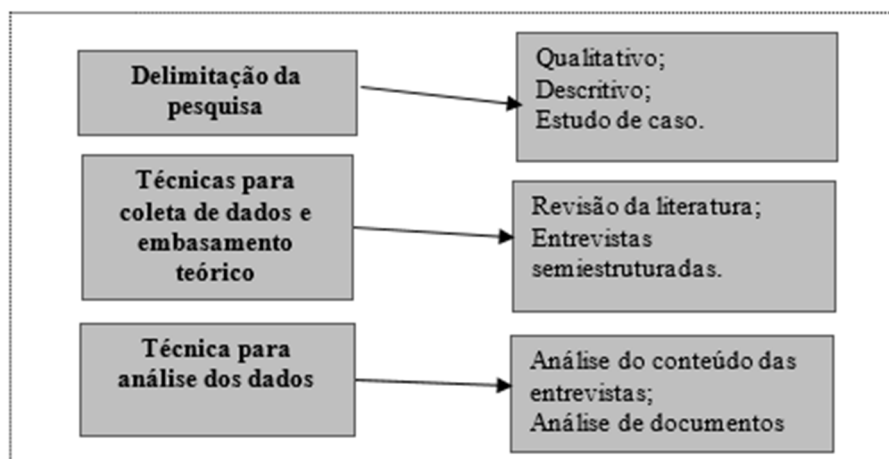 Delimitação da
pesquisa
Qualitativo;
Descritivo;
Estudo de caso.
Técnicas para
coleta de dados e
embasamento
teórico
Revisão da literatura;
Entrevistas
semiestruturadas.
Técnica para
análise dos dados
Análise do conteúdo das
entrevistas;
Análise de documentos